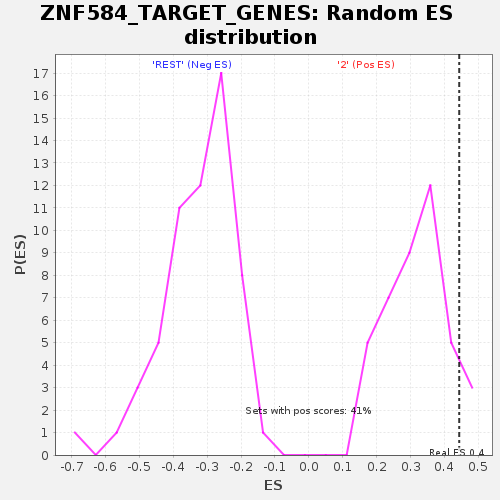 ZNF584_TARGET_GENES: Random ES
distribution
'REST' (Neg ES)
'2' (Pos ES)
17
16
15
14
13
12
11
10
9
8
7
6
5
4
3
2
1
0
P(ES)
Sets with pos scores: 41%
Real ES 0.4
-0.7 -0.6 -0.5 -0.4 -0.3 -0.2 -0.1 0.0 0.1 0.2 0.3 0.4 0.5
ES